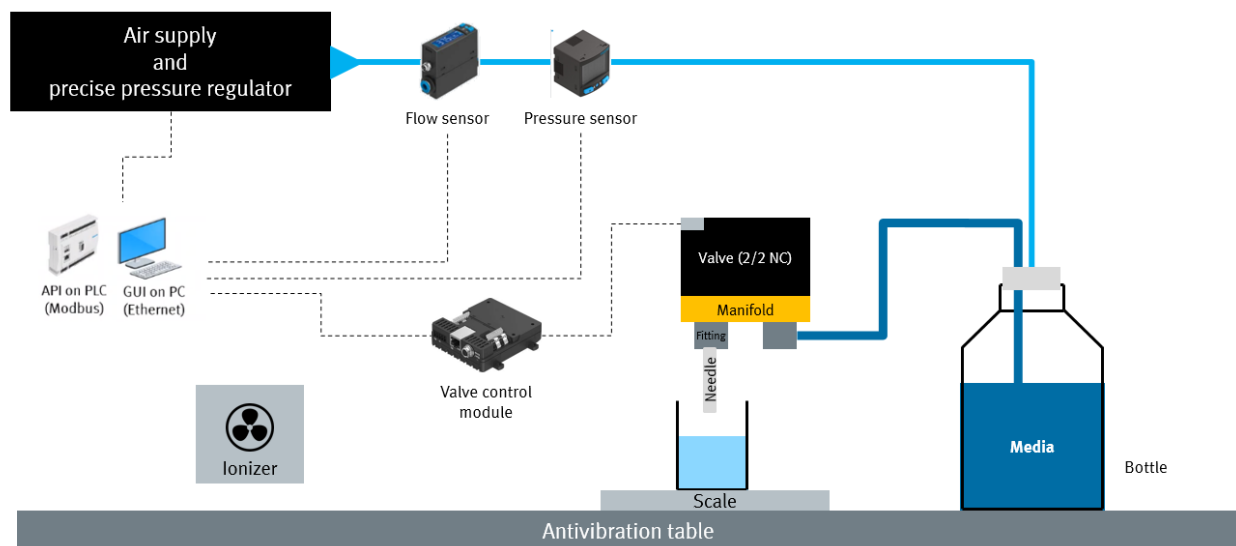 Air supply
and
precise pressure regulator
Flow sensor
Pressure sensor
API on PLC
(Modbus)
GUI on PC
(Ethernet)
Valve (2/2 NC)
Manifold
Fitting
Needle
Valve control
module
Ionizer
Media
Bottle
Scale
Antivibration table